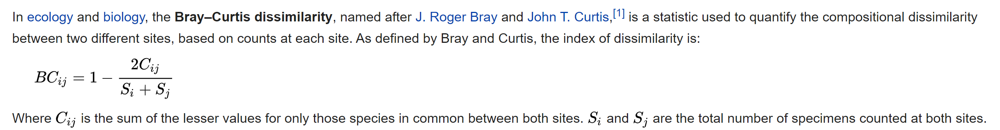 In ecology and biology, the Bray–Curtis dissimilarity, named after J. Roger Bray and John T. Curtis,[1] is a statistic used to quantify the compositional dissimilarity
between two different sites, based on counts at each site. As defined by Bray and Curtis, the index of dissimilarity is:
$BC_{ij} = 1 - \frac{2C_{ij}}{S_i + S_j}$
Where $C_{ij}$ is the sum of the lesser values for only those species in common between both sites. $S_i$ and $S_j$ are the total number of specimens counted at both sites.